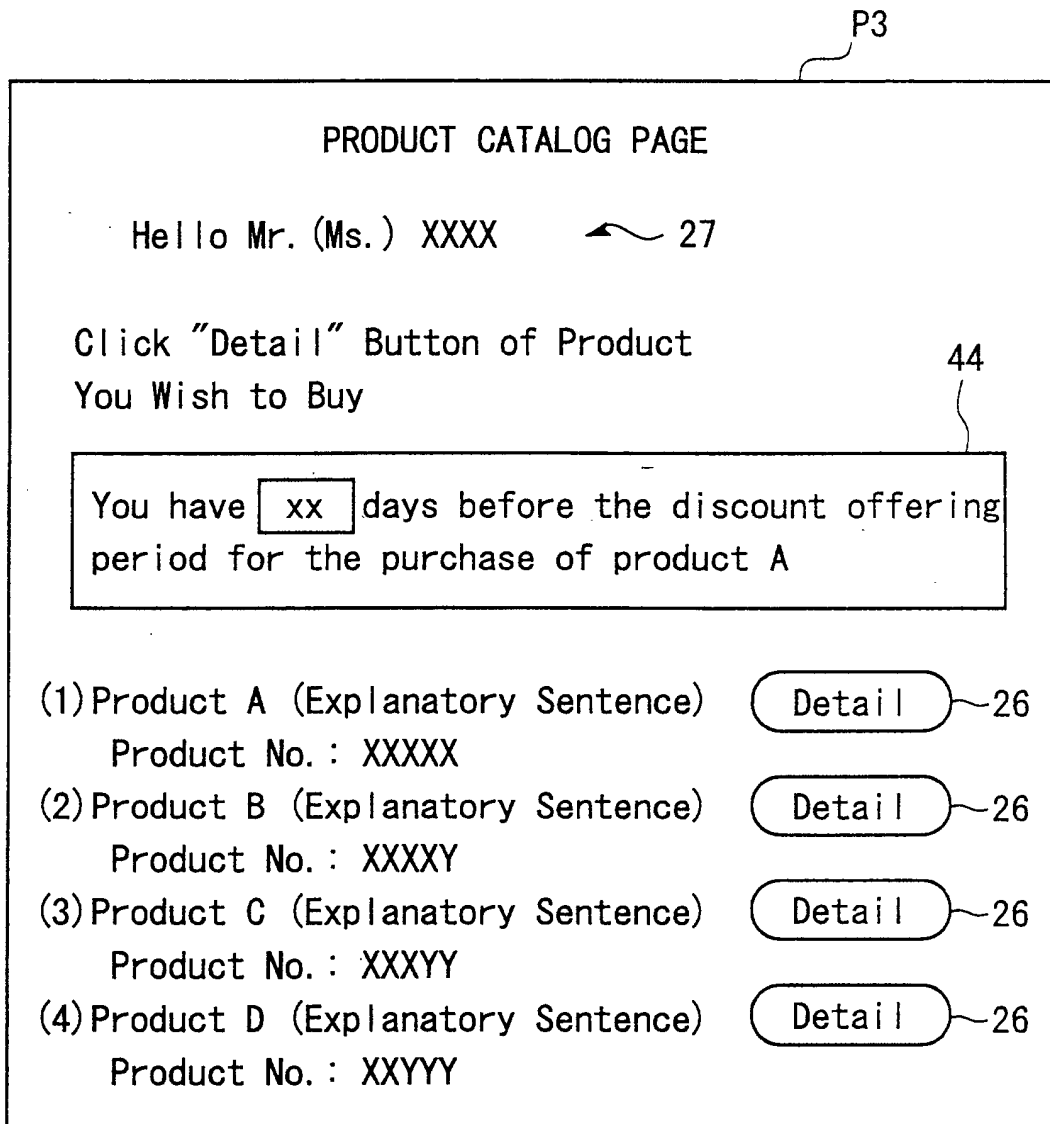 P3
PRODUCT CATALOG PAGE
Hello Mr.(Ms.) XXXX 27
Click "Detail" Button of Product
You Wish to Buy
44
You have xx days before the discount offering
period for the purchase of product A
(1)Product A (Explanatory Sentence) Detail 26
Product No.: XXXXX
(2)Product B (Explanatory Sentence) Detail 26
Product No.: XXXXY
(3)Product C (Explanatory Sentence) Detail 26
Product No.: XXXYY
(4)Product D (Explanatory Sentence) Detail 26
Product No.: XXYYY